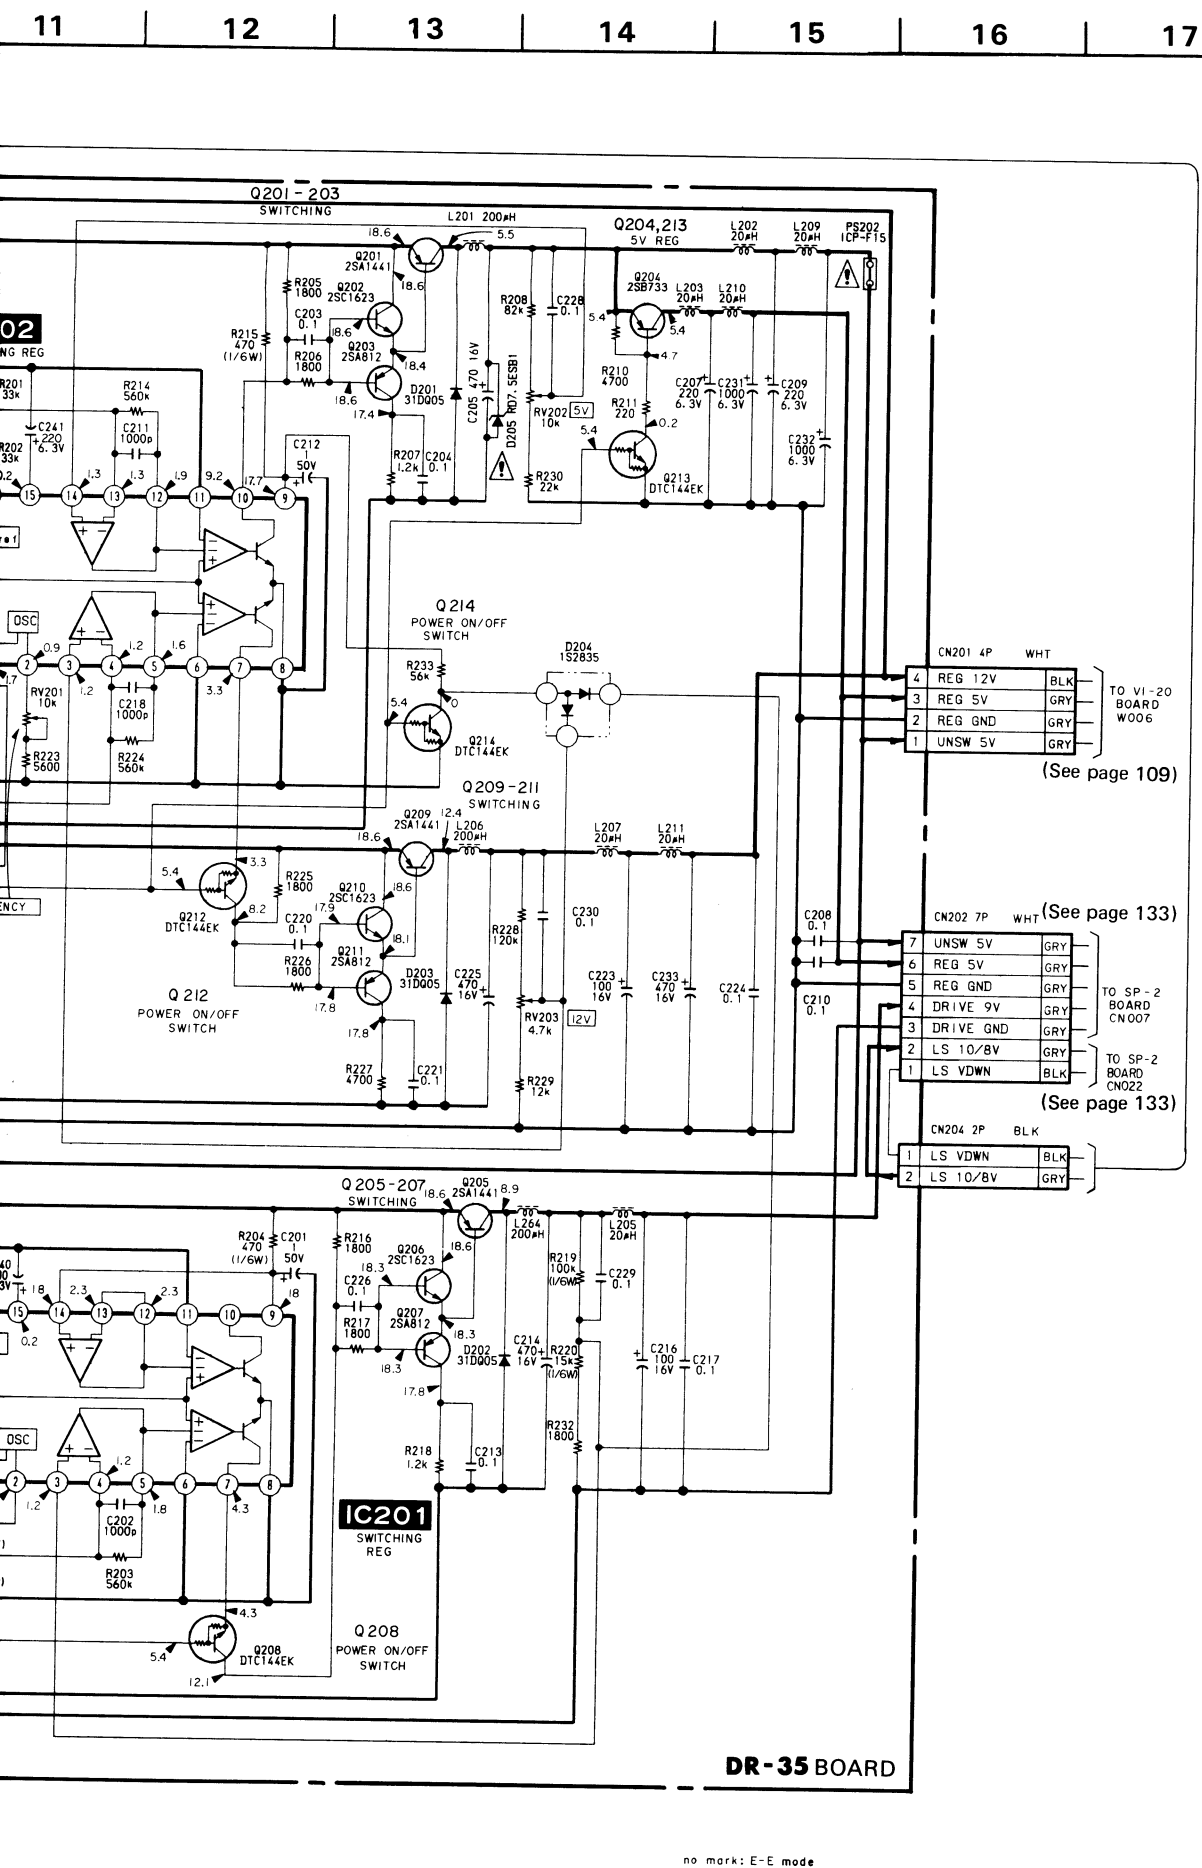 11 12 13 14 15 16 17
Q201-203
SWITCHING
L201 200μH
18.6
5.5
Q204,213
5V REG
L202
20μH
L209
20μH
PS202
ICP-F15
Q201
2SA1441
18.6
Q202
2SC1623
R205
1800
C203
0.1
18.6
R215
470
(1/6W)
R206
1800
Q203
2SA812
18.4
18.6
D201
31DQ05
17.4
R207
1.2k
C204
0.1
C205 470 16V
D205 RD7.5ESB1
R208
82k
C228
0.1
RV202
10k
5V
R230
22k
Q204
2SB733
L203
20μH
L210
20μH
5.4
5.4
4.7
R210
4700
R211
220
0.2
5.4
Q213
DTC144EK
C207
220
6.3V
C231
1000
6.3V
C209
220
6.3V
C232
1000
6.3V
02
NG REG
R201
33k
R202
33k
C241
220
6.3V
R214
560k
C211
1000p
C212
1
50V
0.2
1.3
1.3
1.9
9.2
17.7
15 14 13 12 11 10 9
OSC
0.9
1.2
1.6
2 3 4 5 6 7 8
1.7
1.2
3.3
RV201
10k
C218
1000p
R223
5600
R224
560k
Q214
POWER ON/OFF
SWITCH
R233
56k
5.4
0
Q214
DTC144EK
D204
1S2835
CN201 4P WHT
4 REG 12V BLK
3 REG 5V GRY
2 REG GND GRY
1 UNSW 5V GRY
TO VI-20
BOARD
W006
(See page 109)
Q209-211
SWITCHING
Q209
2SA1441
12.4
L206
200μH
18.6
L207
20μH
L211
20μH
ENCY
5.4
3.3
8.2
Q212
DTC144EK
R225
1800
C220
0.1
R226
1800
Q210
2SC1623
18.6
17.9
Q211
2SA812
18.1
17.8
17.8
D203
31DQ05
C225
470
16V
R228
120k
C230
0.1
RV203
4.7k
12V
C223
100
16V
C233
470
16V
C224
0.1
Q212
POWER ON/OFF
SWITCH
R227
4700
C221
0.1
R229
12k
C208
0.1
C210
0.1
CN202 7P WHT
(See page 133)
7 UNSW 5V GRY
6 REG 5V GRY
5 REG GND GRY
4 DRIVE 9V GRY
3 DRIVE GND GRY
2 LS 10/8V GRY
1 LS VDWN BLK
TO SP-2
BOARD
CN007
TO SP-2
BOARD
CN022
(See page 133)
CN204 2P BLK
1 LS VDWN BLK
2 LS 10/8V GRY
Q205-207
SWITCHING
18.6
Q205
2SA1441
8.9
L264
200μH
L205
20μH
R204
470
(1/6W)
C201
1
50V
R216
1800
Q206
2SC1623
18.6
18.3
C226
0.1
R217
1800
Q207
2SA812
18.3
18.3
17.8
D202
31DQ05
C214
470
16V
R219
100k
(1/6W)
C229
0.1
R220
15k
(1/6W)
R232
1800
C216
100
16V
C217
0.1
R218
1.2k
C213
0.1
18
2.3
2.3
18
15 14 13 12 11 10 9
0.2
OSC
1.2
2 3 4 5 6 7 8
1.2
1.8
4.3
C202
1000p
R203
560k
IC201
SWITCHING
REG
4.3
5.4
Q208
DTC144EK
12.1
Q208
POWER ON/OFF
SWITCH
DR-35 BOARD
no mark: E-E mode